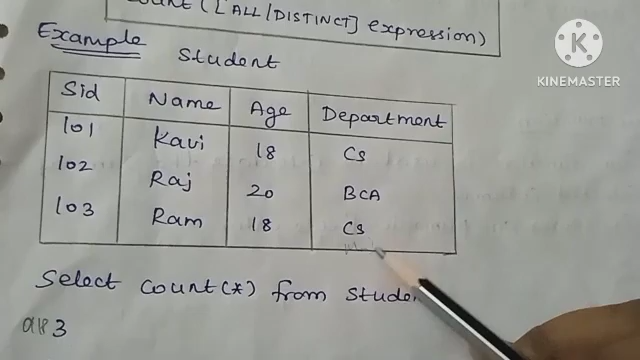 Count ([ALL/DISTINCT] expression)
Example Student
KINEMASTER
Sid Name Age Department
101 Kavi 18 Cs
102 Raj 20 BCA
103 Ram 18 Cs
Select Count(*) from Stude
3